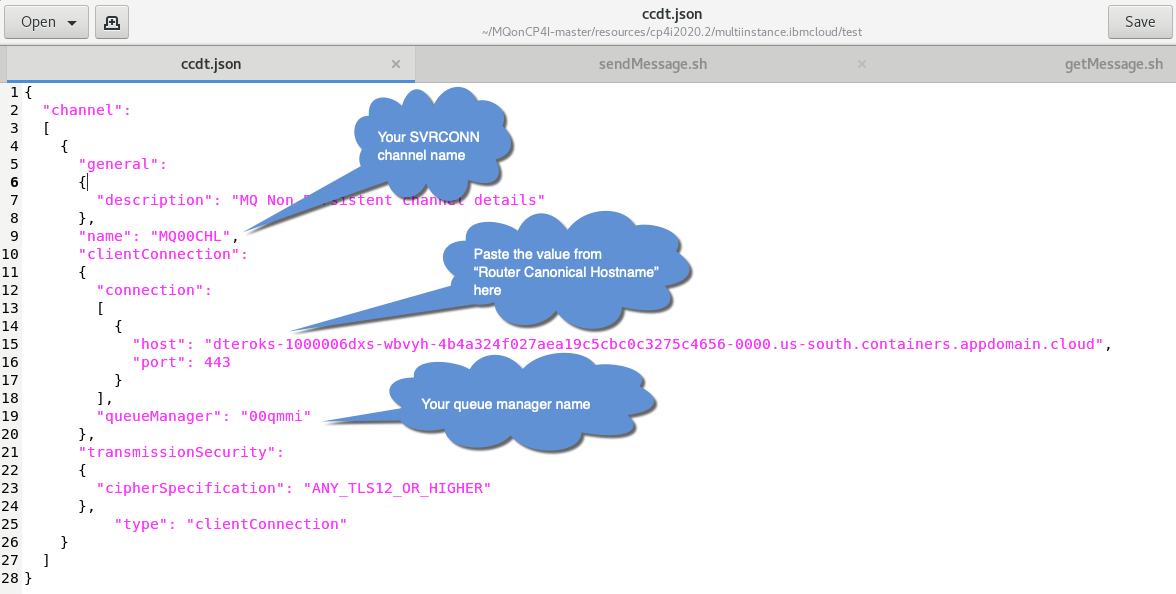 Open
ccdt.json
~/MQonCP4I-master/resources/cp4i2020.2/multiinstance.ibmcloud/test
Save
ccdt.json × sendMessage.sh × getMessage.sh
1 {
2 "channel":
3 [
4 {
5 "general":
6 {
7 "description": "MQ Non Persistent channel details"
8 },
9 "name": "MQ00CHL",
10 "clientConnection":
11 {
12 "connection":
13 [
14 {
15 "host": "dteroks-1000006dxs-wbvyh-4b4a324f027aea19c5cbc0c3275c4656-0000.us-south.containers.appdomain.cloud",
16 "port": 443
17 }
18 ],
19 "queueManager": "00qmmi"
20 },
21 "transmissionSecurity":
22 {
23 "cipherSpecification": "ANY_TLS12_OR_HIGHER"
24 },
25 "type": "clientConnection"
26 }
27 ]
28 }
Your SVRCONN
channel name
Paste the value from
“Router Canonical Hostname”
here
Your queue manager name